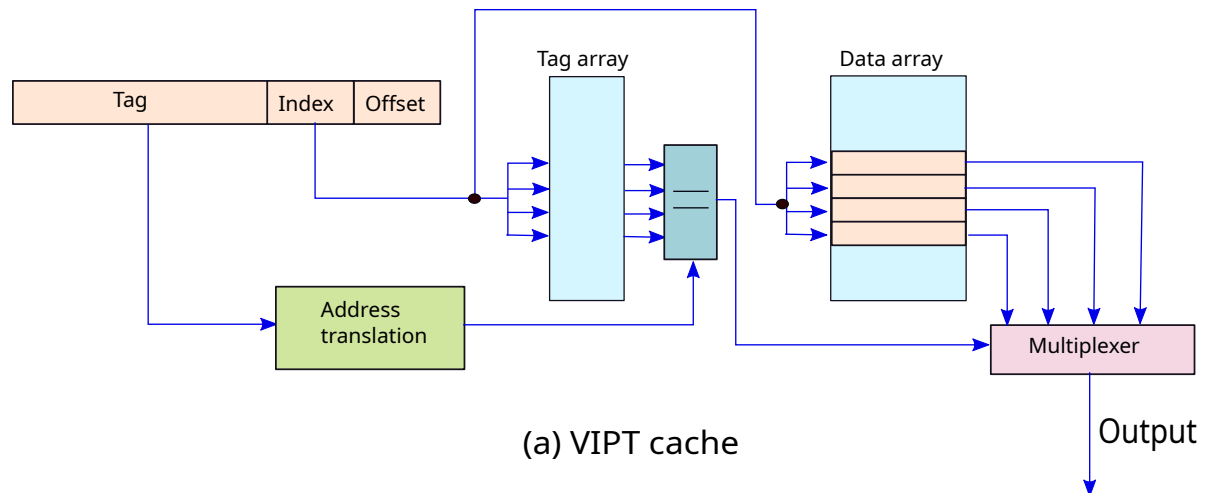 Tag array
Data array
Tag
Index
Offset
Address
translation
Multiplexer
Output
(a) VIPT cache